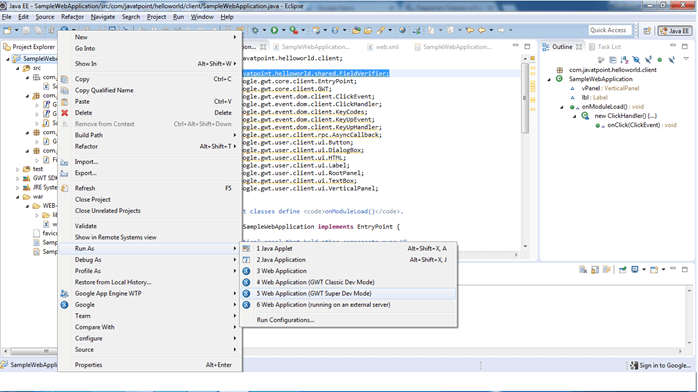 Java EE - SampleWebApplication/src/com/javatpoint/helloworld/client/SampleWebApplication.java - Eclipse
File Edit Source Refactor Navigate Search Project Run Window Help
Quick Access
Java EE
Project Explorer
SampleWebAp
src
test
GWT SDK
JRE System
war
WEB-
favic
Samp
Samp
New
Go Into
Show In Alt+Shift+W
Copy Ctrl+C
Copy Qualified Name
Paste Ctrl+V
Delete Delete
Remove from Context Ctrl+Alt+Shift+Down
Build Path
Refactor Alt+Shift+T
Import...
Export...
Refresh F5
Close Project
Close Unrelated Projects
Validate
Show in Remote Systems view
Run As
Debug As
Profile As
Restore from Local History...
Google App Engine WTP
Google
Team
Compare With
Configure
Source
Properties Alt+Enter
1 Java Applet Alt+Shift+X, A
2 Java Application Alt+Shift+X, J
3 Web Application
4 Web Application (GWT Classic Dev Mode)
5 Web Application (GWT Super Dev Mode)
6 Web Application (running on an external server)
Run Configurations...
SampleWebApplication.
web.xml
SampleWebApplication.
avatpoint.helloworld.client;
vatpoint.helloworld.shared.FieldVerifier;
ogle.gwt.core.client.EntryPoint;
ogle.gwt.core.client.GWT;
ogle.gwt.event.dom.client.ClickEvent;
ogle.gwt.event.dom.client.ClickHandler;
ogle.gwt.event.dom.client.KeyCodes;
ogle.gwt.event.dom.client.KeyUpEvent;
ogle.gwt.event.dom.client.KeyUpHandler;
ogle.gwt.user.client.rpc.AsyncCallback;
ogle.gwt.user.client.ui.Button;
ogle.gwt.user.client.ui.DialogBox;
ogle.gwt.user.client.ui.HTML;
ogle.gwt.user.client.ui.Label;
ogle.gwt.user.client.ui.RootPanel;
ogle.gwt.user.client.ui.TextBox;
ogle.gwt.user.client.ui.VerticalPanel;
t classes define <code>onModuleLoad()</code>.
SampleWebApplication implements EntryPoint {
Outline Task List
com.javatpoint.helloworld.client
SampleWebApplication
vPanel : VerticalPanel
lbl : Label
onModuleLoad() : void
new ClickHandler() {...}
onClick(ClickEvent) : void
SampleWebApplic
Sign in to Google...